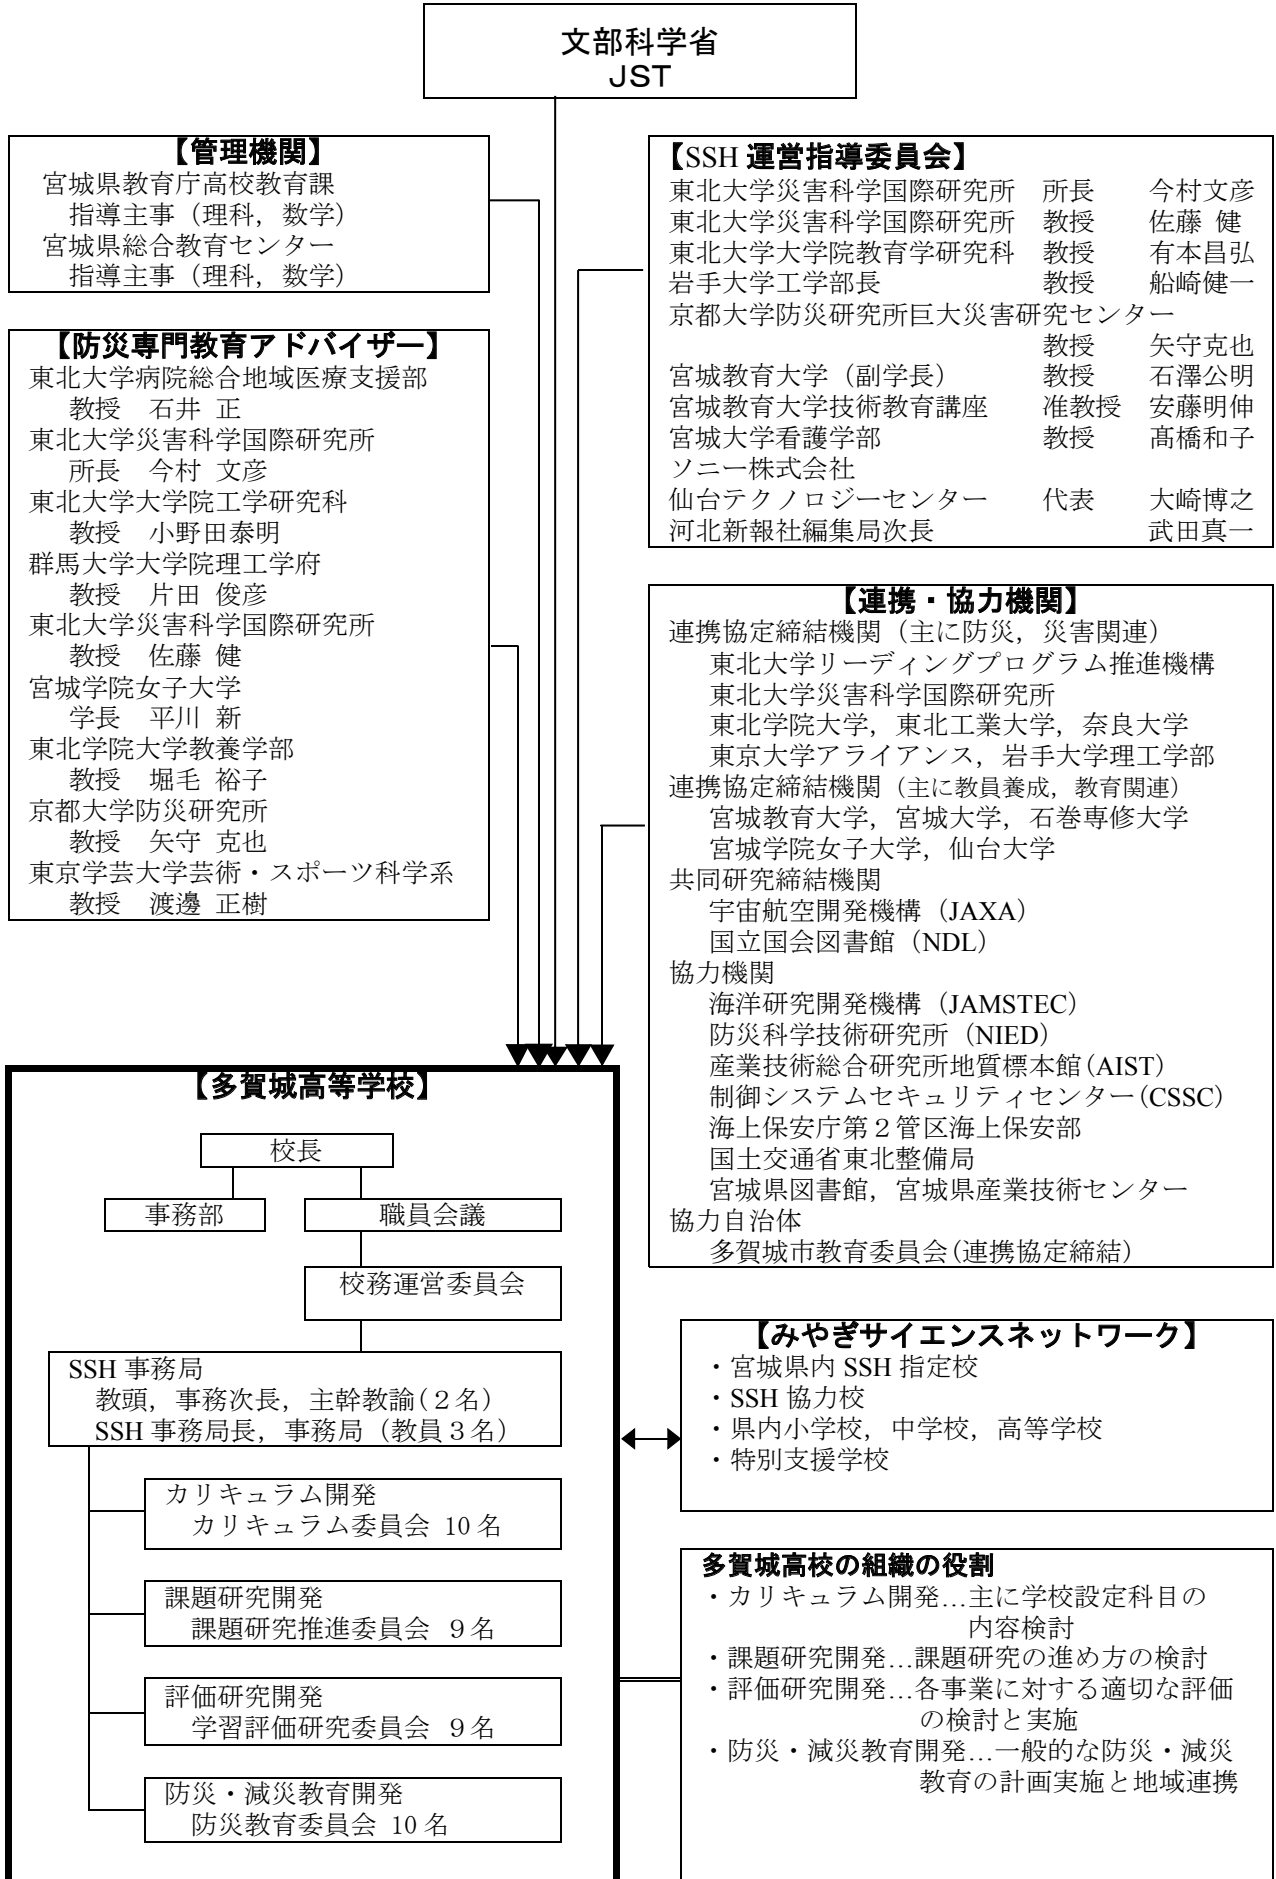 文部科学省
JST
【管理機関】
宮城県教育庁高校教育課
指導主事（理科，数学）
宮城県総合教育センター
指導主事（理科，数学）
【防災専門教育アドバイザー】
東北大学病院総合地域医療支援部
教授　石井 正
東北大学災害科学国際研究所
所長　今村 文彦
東北大学大学院工学研究科
教授　小野田泰明
群馬大学大学院理工学府
教授　片田 俊彦
東北大学災害科学国際研究所
教授　佐藤 健
宮城学院女子大学
学長　平川 新
東北学院大学教養学部
教授　堀毛 裕子
京都大学防災研究所
教授　矢守 克也
東京学芸大学芸術・スポーツ科学系
教授　渡邊 正樹
【SSH 運営指導委員会】
東北大学災害科学国際研究所　所長　今村文彦
東北大学災害科学国際研究所　教授　佐藤 健
東北大学大学院教育学研究科　教授　有本昌弘
岩手大学工学部長　教授　船崎健一
京都大学防災研究所巨大災害研究センター
教授　矢守克也
宮城教育大学（副学長）　教授　石澤公明
宮城教育大学技術教育講座　准教授　安藤明伸
宮城大学看護学部　教授　髙橋和子
ソニー株式会社
仙台テクノロジーセンター　代表　大崎博之
河北新報社編集局次長　武田真一
【連携・協力機関】
連携協定締結機関（主に防災，災害関連）
東北大学リーディングプログラム推進機構
東北大学災害科学国際研究所
東北学院大学，東北工業大学，奈良大学
東京大学アライアンス，岩手大学理工学部
連携協定締結機関（主に教員養成，教育関連）
宮城教育大学，宮城大学，石巻専修大学
宮城学院女子大学，仙台大学
共同研究締結機関
宇宙航空開発機構（JAXA）
国立国会図書館（NDL）
協力機関
海洋研究開発機構（JAMSTEC）
防災科学技術研究所（NIED）
産業技術総合研究所地質標本館(AIST)
制御システムセキュリティセンター(CSSC)
海上保安庁第２管区海上保安部
国土交通省東北整備局
宮城県図書館，宮城県産業技術センター
協力自治体
多賀城市教育委員会(連携協定締結)
【多賀城高等学校】
校長
事務部
職員会議
校務運営委員会
SSH 事務局
教頭，事務次長，主幹教諭(２名)
SSH 事務局長，事務局（教員３名）
カリキュラム開発
カリキュラム委員会 10 名
課題研究開発
課題研究推進委員会 ９名
評価研究開発
学習評価研究委員会 ９名
防災・減災教育開発
防災教育委員会 10 名
【みやぎサイエンスネットワーク】
・宮城県内 SSH 指定校
・SSH 協力校
・県内小学校，中学校，高等学校
・特別支援学校
多賀城高校の組織の役割
・カリキュラム開発…主に学校設定科目の
内容検討
・課題研究開発…課題研究の進め方の検討
・評価研究開発…各事業に対する適切な評価
の検討と実施
・防災・減災教育開発…一般的な防災・減災
教育の計画実施と地域連携